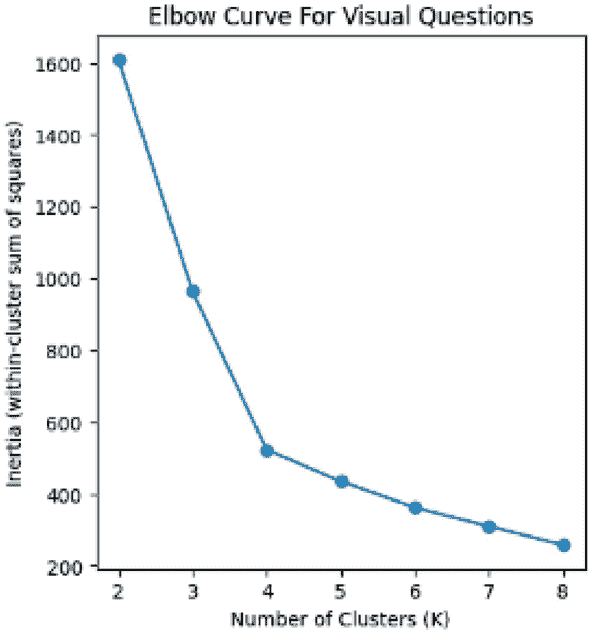 Elbow Curve For Visual Questions
Inertia (within-cluster sum of squares)
1600
1400
1200
1000
800
600
400
200
2 3 4 5 6 7 8
Number of Clusters (K)